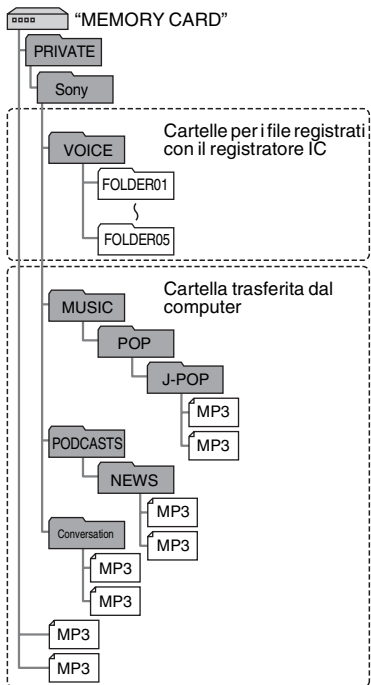 “MEMORY CARD”
PRIVATE
Sony
Cartelle per i file registrati
con il registratore IC
VOICE
FOLDER01
FOLDER05
Cartella trasferita dal
computer
MUSIC
POP
J-POP
MP3
MP3
PODCASTS
NEWS
MP3
MP3
Conversation
MP3
MP3
MP3
MP3